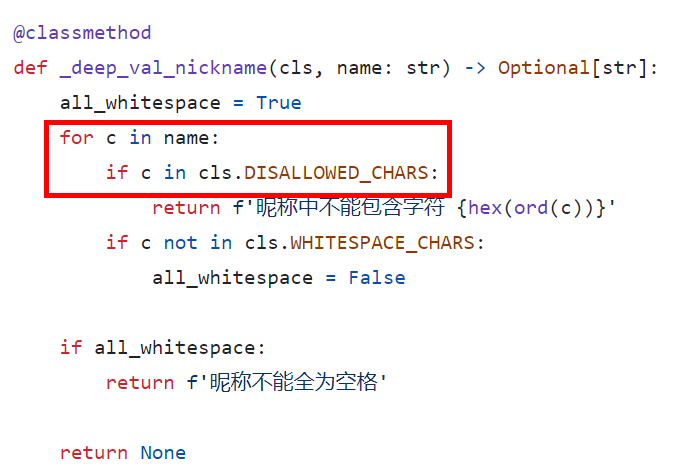 @classmethod
def _deep_val_nickname(cls, name: str) -> Optional[str]:
    all_whitespace = True
    for c in name:
        if c in cls.DISALLOWED_CHARS:
            return f'昵称中不能包含字符 {hex(ord(c))}'
        if c not in cls.WHITESPACE_CHARS:
            all_whitespace = False

    if all_whitespace:
        return f'昵称不能全为空格'

    return None